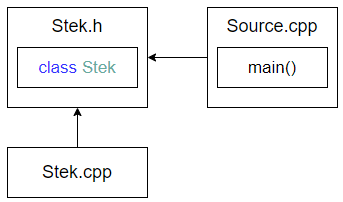 Stek.h
class Stek
Source.cpp
main()
Stek.cpp